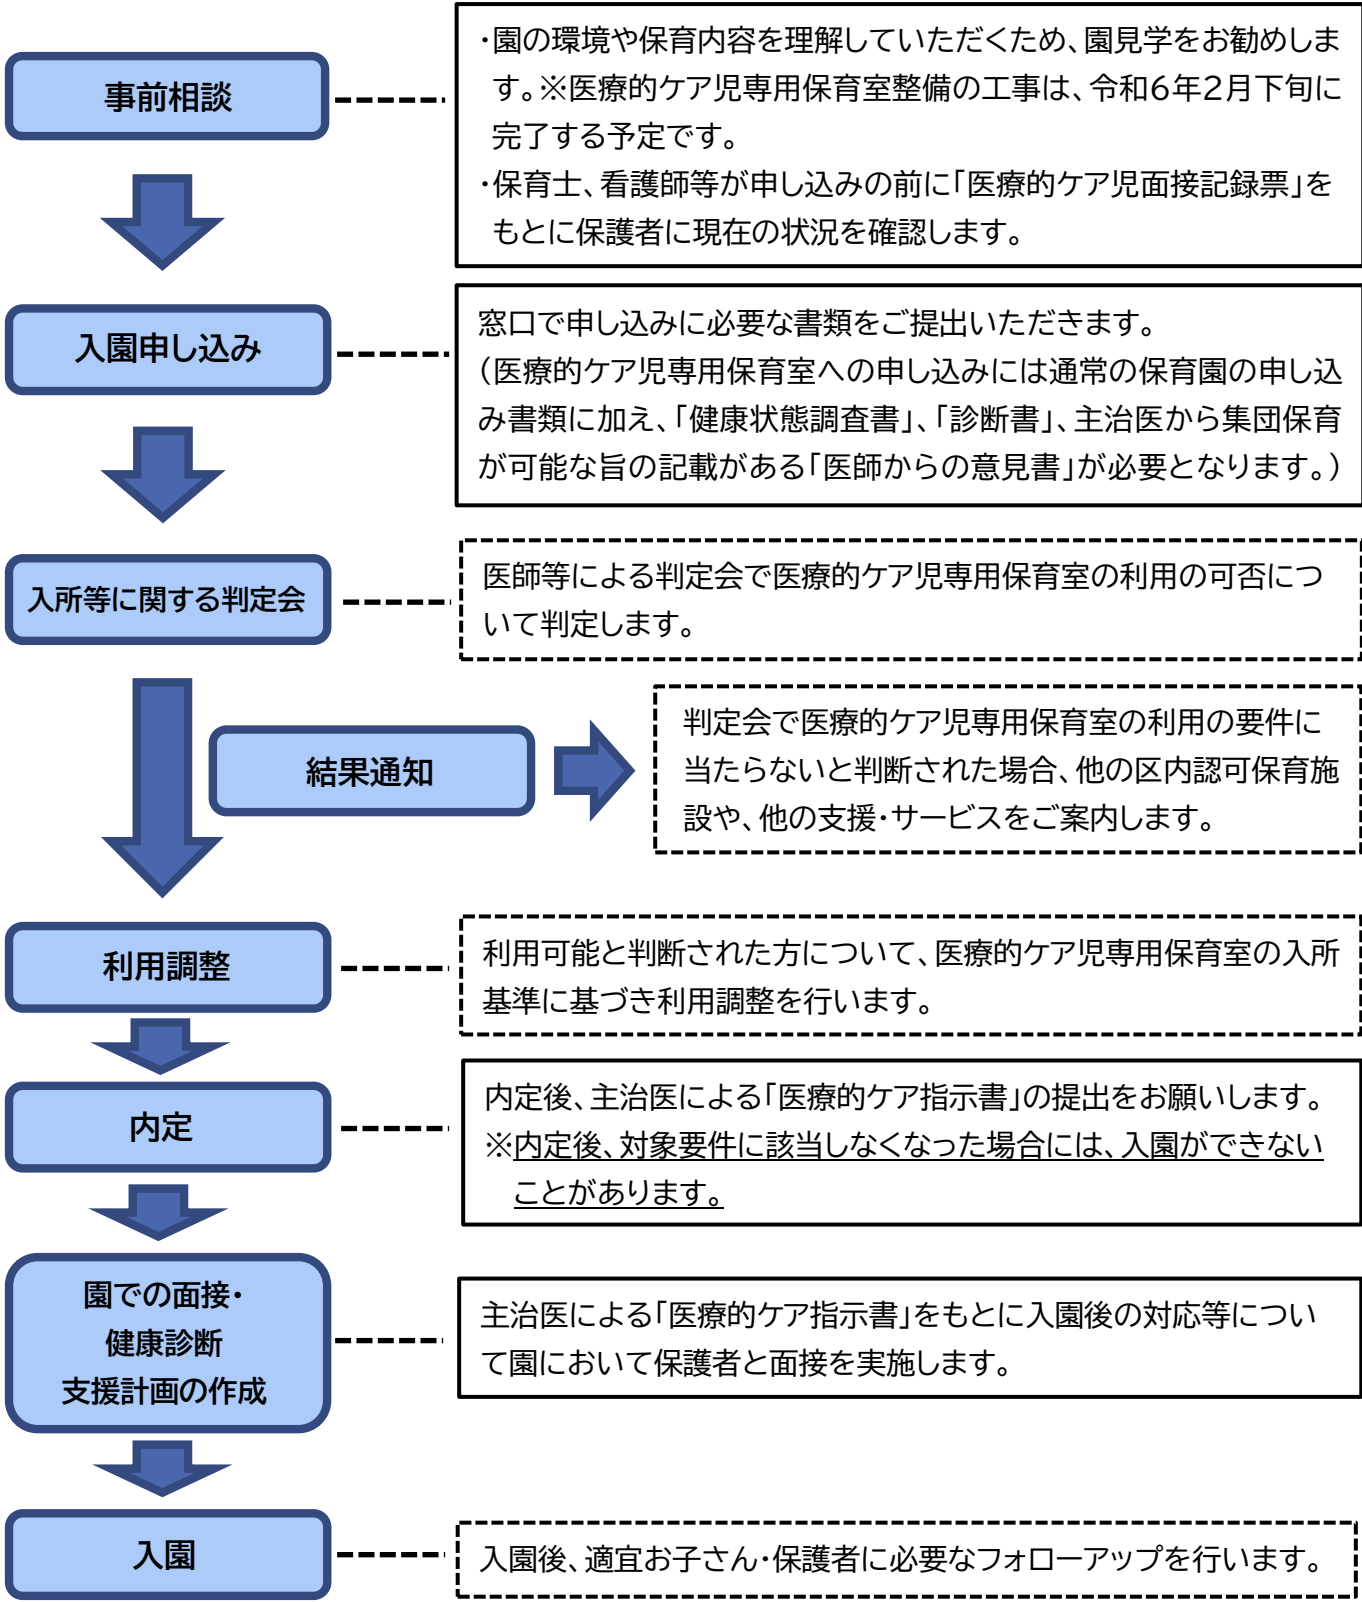 事前相談
・園の環境や保育内容を理解していただくため、園見学をお勧めしま
す。※医療的ケア児専用保育室整備の工事は、令和6年2月下旬に
完了する予定です。
・保育士、看護師等が申し込みの前に「医療的ケア児面接記録票」を
もとに保護者に現在の状況を確認します。
入園申し込み
窓口で申し込みに必要な書類をご提出いただきます。
（医療的ケア児専用保育室への申し込みには通常の保育園の申し込
み書類に加え、「健康状態調査書」、「診断書」、主治医から集団保育
が可能な旨の記載がある「医師からの意見書」が必要となります。）
入所等に関する判定会
医師等による判定会で医療的ケア児専用保育室の利用の可否につ
いて判定します。
結果通知
判定会で医療的ケア児専用保育室の利用の要件に
当たらないと判断された場合、他の区内認可保育施
設や、他の支援・サービスをご案内します。
利用調整
利用可能と判断された方について、医療的ケア児専用保育室の入所
基準に基づき利用調整を行います。
内定
内定後、主治医による「医療的ケア指示書」の提出をお願いします。
※内定後、対象要件に該当しなくなった場合には、入園ができない
ことがあります。
園での面接・
健康診断
支援計画の作成
主治医による「医療的ケア指示書」をもとに入園後の対応等につい
て園において保護者と面接を実施します。
入園
入園後、適宜お子さん・保護者に必要なフォローアップを行います。